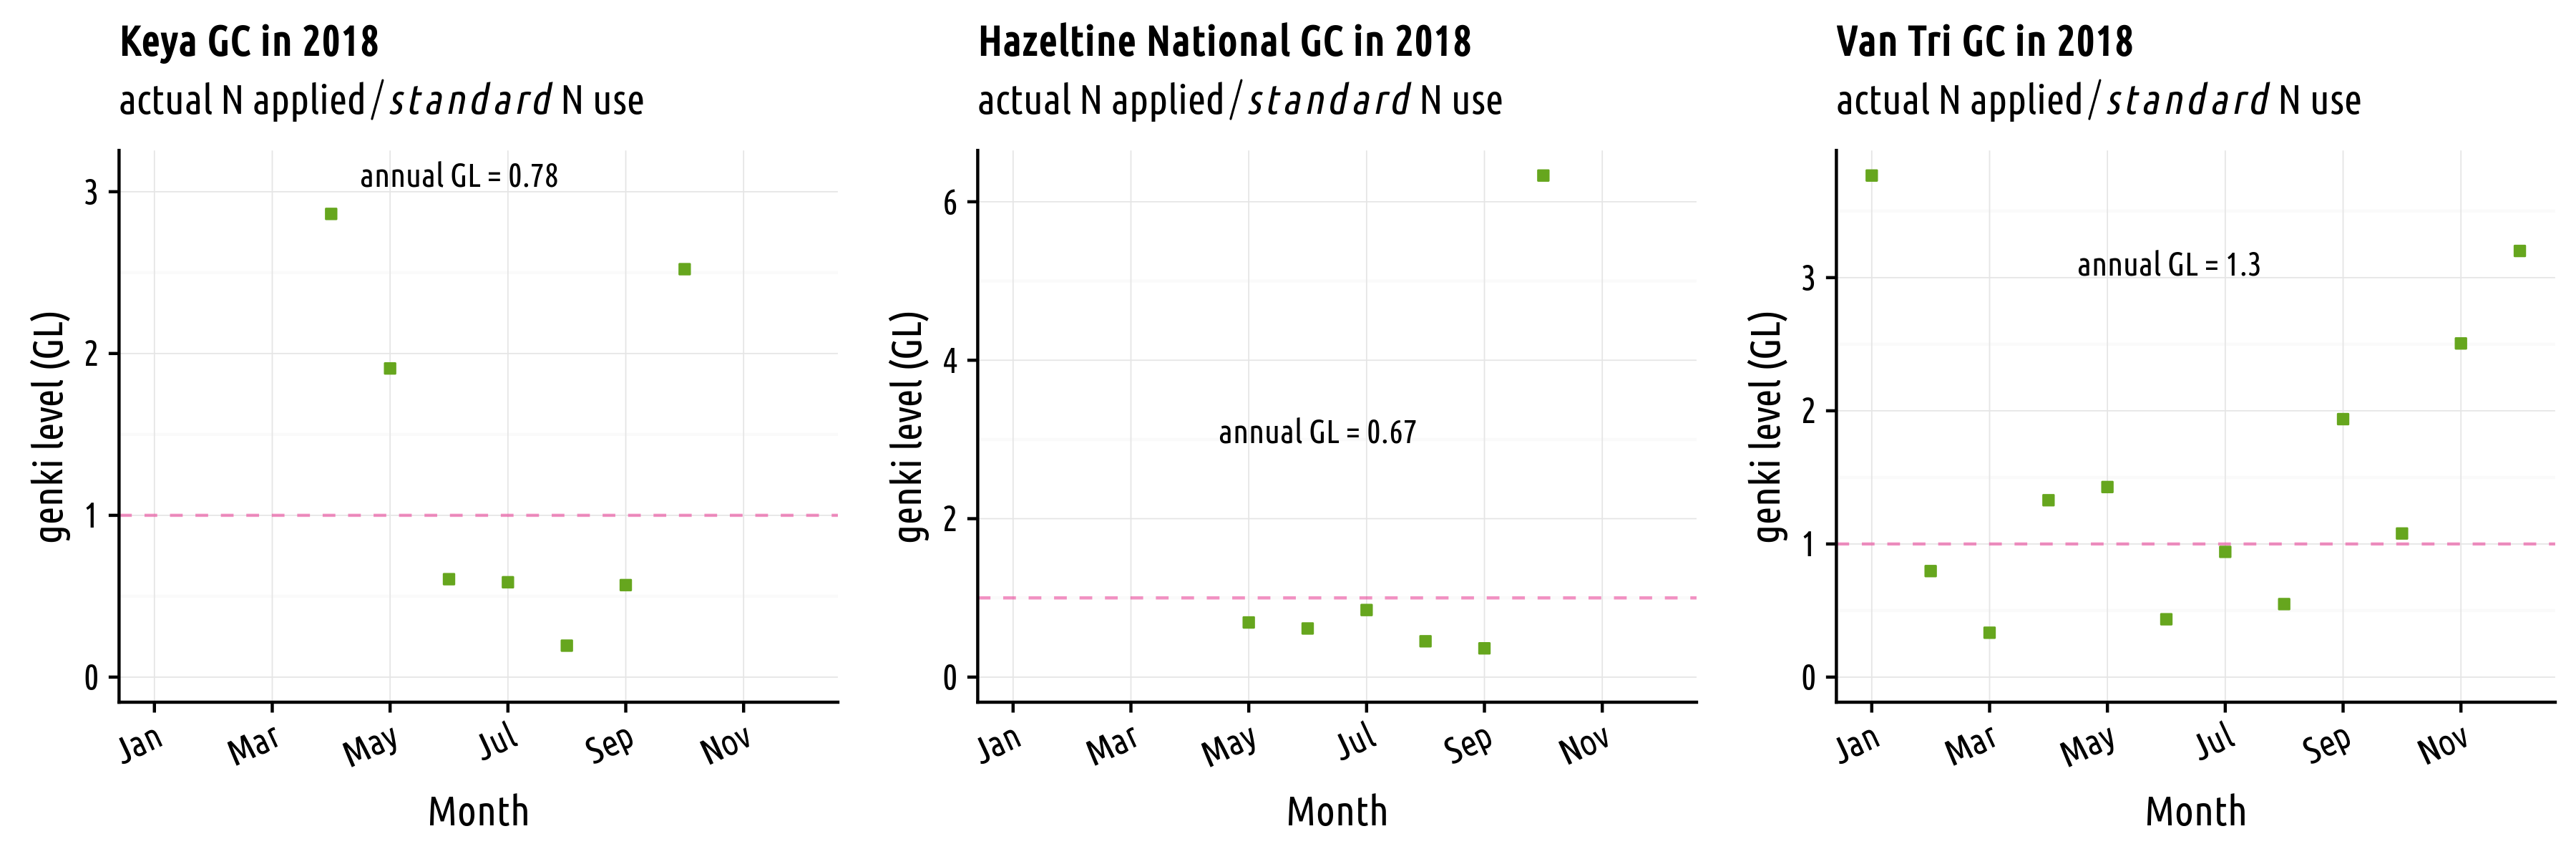 Keya GC in 2018
actual N applied/standard N use
annual GL = 0.78
genki level (GL)
3
2
1
0
Jan Mar May Jul Sep Nov
Month
Hazeltine National GC in 2018
actual N applied/standard N use
annual GL = 0.67
genki level (GL)
6
4
2
0
Jan Mar May Jul Sep Nov
Month
Van Tri GC in 2018
actual N applied/standard N use
annual GL = 1.3
genki level (GL)
3
2
1
0
Jan Mar May Jul Sep Nov
Month